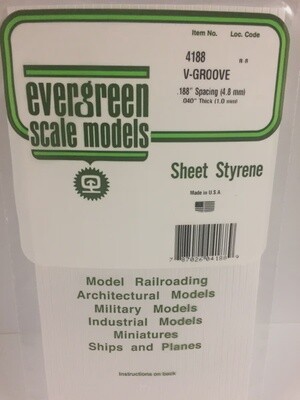 Item No. Loc. Code
4188
V-GROOVE
.188" Spacing (4.8 mm)
.040" Thick (1.0 mm)
evergreen
scale models
Sheet Styrene
Made in U S A
Model Railroading
Architectural Models
Military Models
Industrial Models
Miniatures
Ships and Planes
Instructions on back